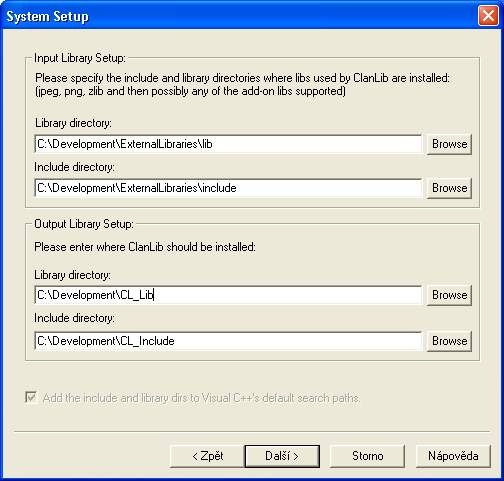 System Setup
Input Library Setup:
Please specify the include and library directories where libs used by ClanLib are installed:
(jpeg, png, zlib and then possibly any of the add-on libs supported)
Library directory:
C:\Development\ExternalLibraries\lib
Browse
Include directory:
C:\Development\ExternalLibraries\include
Browse
Output Library Setup:
Please enter where ClanLib should be installed:
Library directory:
C:\Development\CL_Lib
Browse
Include directory:
C:\Development\CL_Include
Browse
Add the include and library dirs to Visual C++'s default search paths.
< Zpět
Další >
Storno
Nápověda